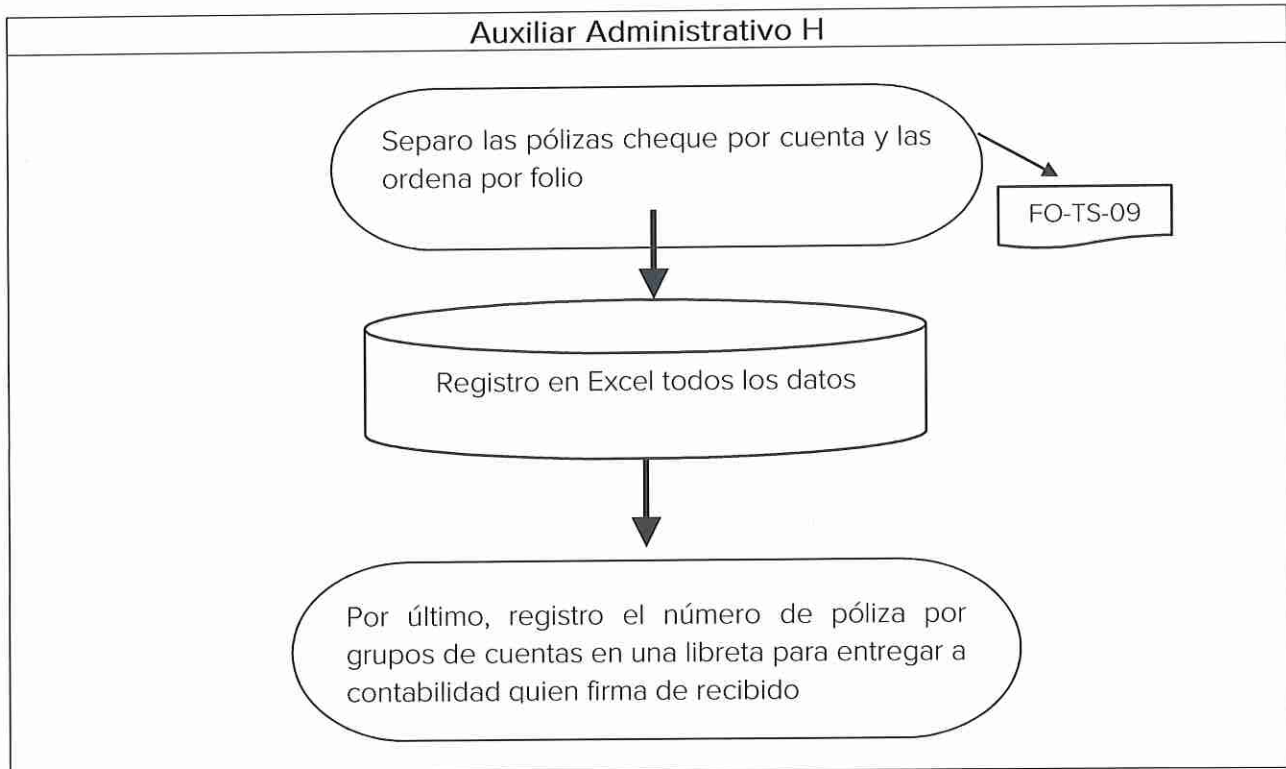 Auxiliar Administrativo H
Separo las pólizas cheque por cuenta y las
ordena por folio
FO-TS-09
Registro en Excel todos los datos
Por último, registro el número de póliza por
grupos de cuentas en una libreta para entregar a
contabilidad quien firma de recibido